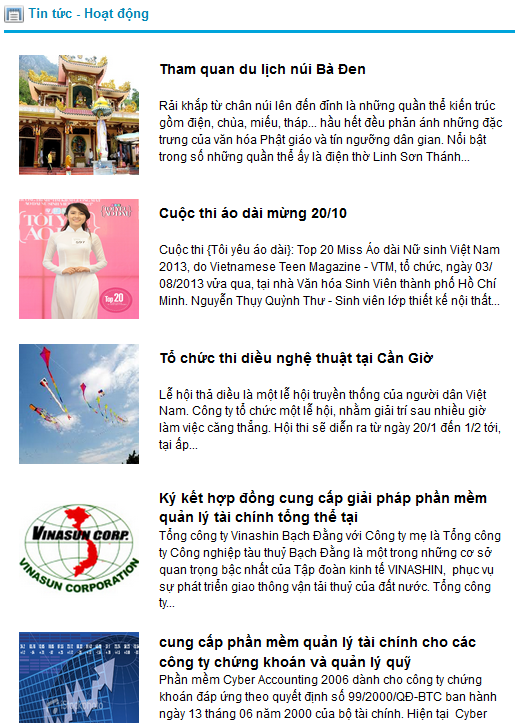 Tin tức - Hoạt động
Tham quan du lịch núi Bà Đen
Rải khắp từ chân núi lên đến đỉnh là những quần thể kiến trúc
gồm điện, chùa, miếu, tháp... hầu hết đều phản ánh những đặc
trưng của văn hóa Phật giáo và tín ngưỡng dân gian. Nổi bật
trong số những quần thể ấy là điện thờ Linh Sơn Thánh...
TÔI YÊU
ÁO DÀI
Top 20
Cuộc thi áo dài mừng 20/10
Cuộc thi {Tôi yêu áo dài}: Top 20 Miss Áo dài Nữ sinh Việt Nam
2013, do Vietnamese Teen Magazine - VTM, tổ chức, ngày 03/
08/2013 vừa qua, tại nhà Văn hóa Sinh Viên thành phố Hồ Chí
Minh. Nguyễn Thụy Quỳnh Thư - Sinh viên lớp thiết kế nội thất...
Tổ chức thi diều nghệ thuật tại Cần Giờ
Lễ hội thả diều là một lễ hội truyền thống của người dân Việt
Nam. Công ty tổ chức một lễ hội, nhằm giải trí sau nhiều giờ
làm việc căng thẳng. Hội thi sẽ diễn ra từ ngày 20/1 đến 1/2 tới,
tại ấp...
VINASUN CORP.
VINASUN CORPORATION
Ký kết hợp đồng cung cấp giải pháp phần mềm
quản lý tài chính tổng thể tại
Tổng công ty Vinashin Bạch Đằng với Công ty mẹ là Tổng công
ty Công nghiệp tàu thuỷ Bạch Đằng là một trong những cơ sở
quan trọng bậc nhất của Tập đoàn kinh tế VINASHIN, phục vụ
sự phát triển giao thông vận tải thuỷ của đất nước. Tổng công
ty...
cung cấp phần mềm quản lý tài chính cho các
công ty chứng khoán và quản lý quỹ
Phần mềm Cyber Accounting 2006 dành cho công ty chứng
khoán đáp ứng theo quyết định số 99/2000/QĐ-BTC ban hành
ngày 13 tháng 06 năm 2000 của bộ tài chính. Hiện tại Cyber